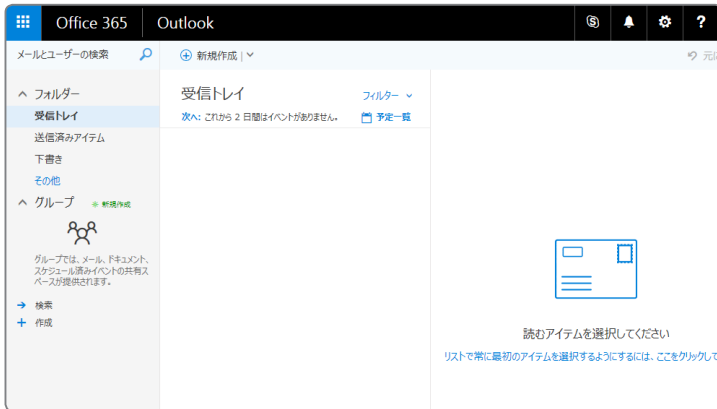 Office 365 Outlook ?
メールとユーザーの検索
新規作成
元に
フォルダー
受信トレイ
送信済みアイテム
下書き
その他
グループ ※ 新規作成
グループでは、メール、ドキュメント、
スケジュール済みイベントの共有ス
ペースが提供されます。
検索
作成
受信トレイ フィルター
次へ: これから 2 日間はイベントがありません。 予定一覧
読むアイテムを選択してください
リストで常に最初のアイテムを選択するようにするには、ここをクリックして